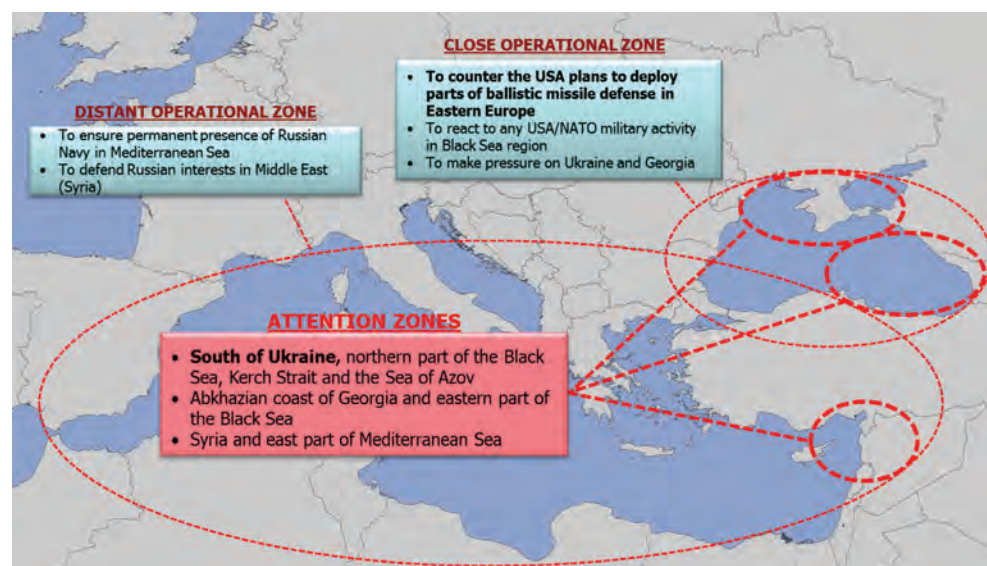 CLOSE OPERATIONAL ZONE
• To counter the USA plans to deploy
parts of ballistic missile defense in
Eastern Europe
• To react to any USA/NATO military activity
in Black Sea region
• To make pressure on Ukraine and Georgia
DISTANT OPERATIONAL ZONE
• To ensure permanent presence of Russian
Navy in Mediterranean Sea
• To defend Russian interests in Middle East
(Syria)
ATTENTION ZONES
• South of Ukraine, northern part of the Black
Sea, Kerch Strait and the Sea of Azov
• Abkhazian coast of Georgia and eastern part of
the Black Sea
• Syria and east part of Mediterranean Sea